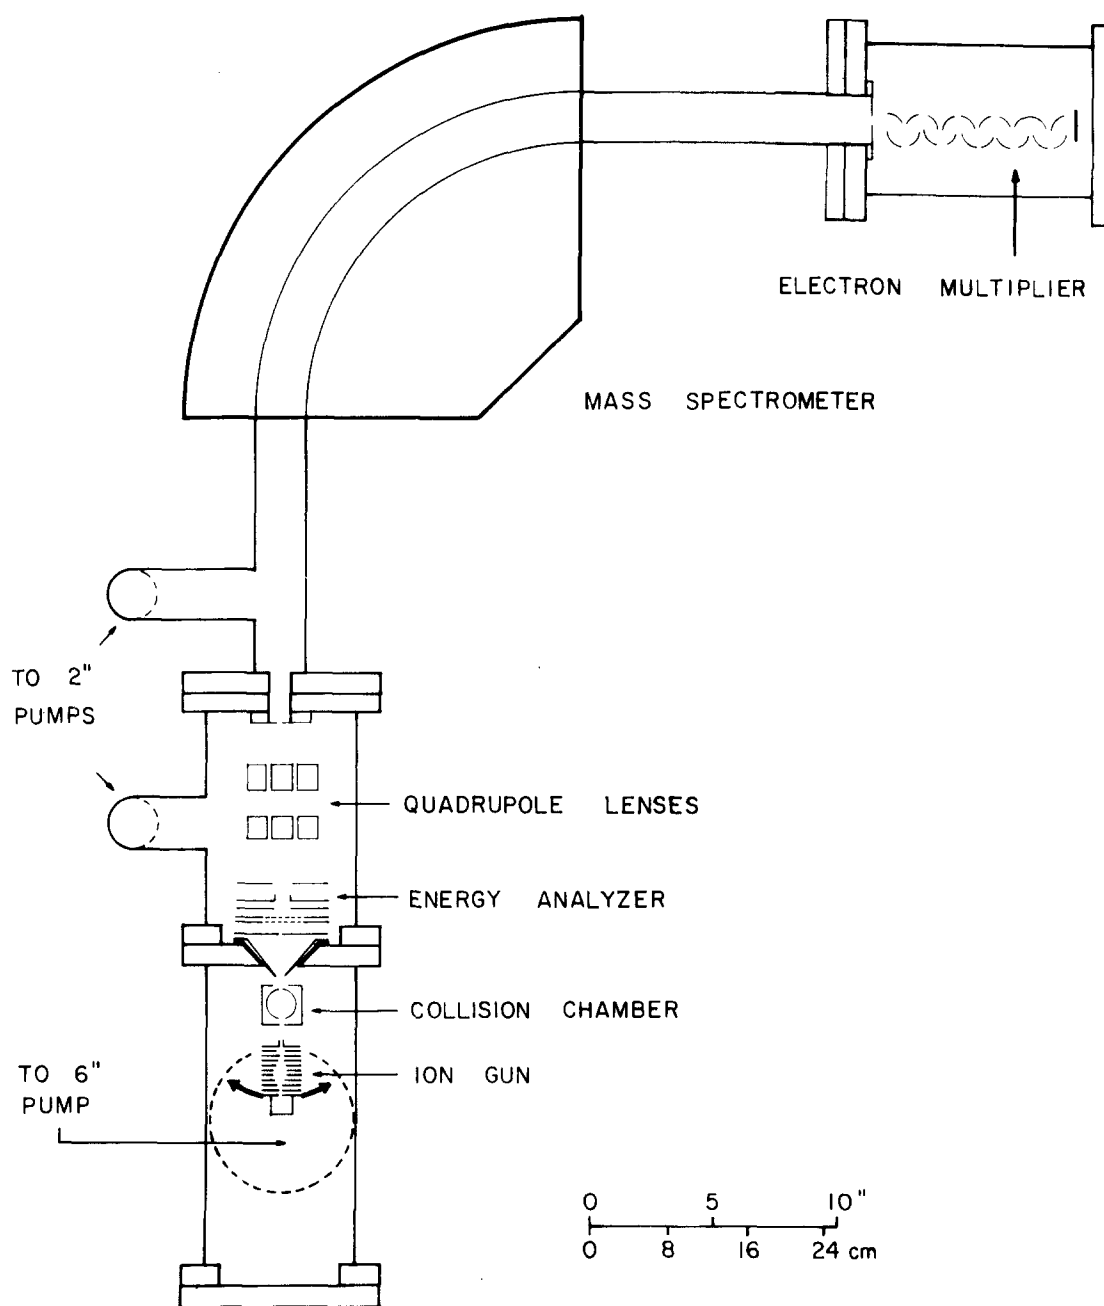 ELECTRON MULTIPLIER
MASS SPECTROMETER
TO 2"
PUMPS
QUADRUPOLE LENSES
ENERGY ANALYZER
COLLISION CHAMBER
ION GUN
TO 6"
PUMP
0 5 10"
0 8 16 24 cm